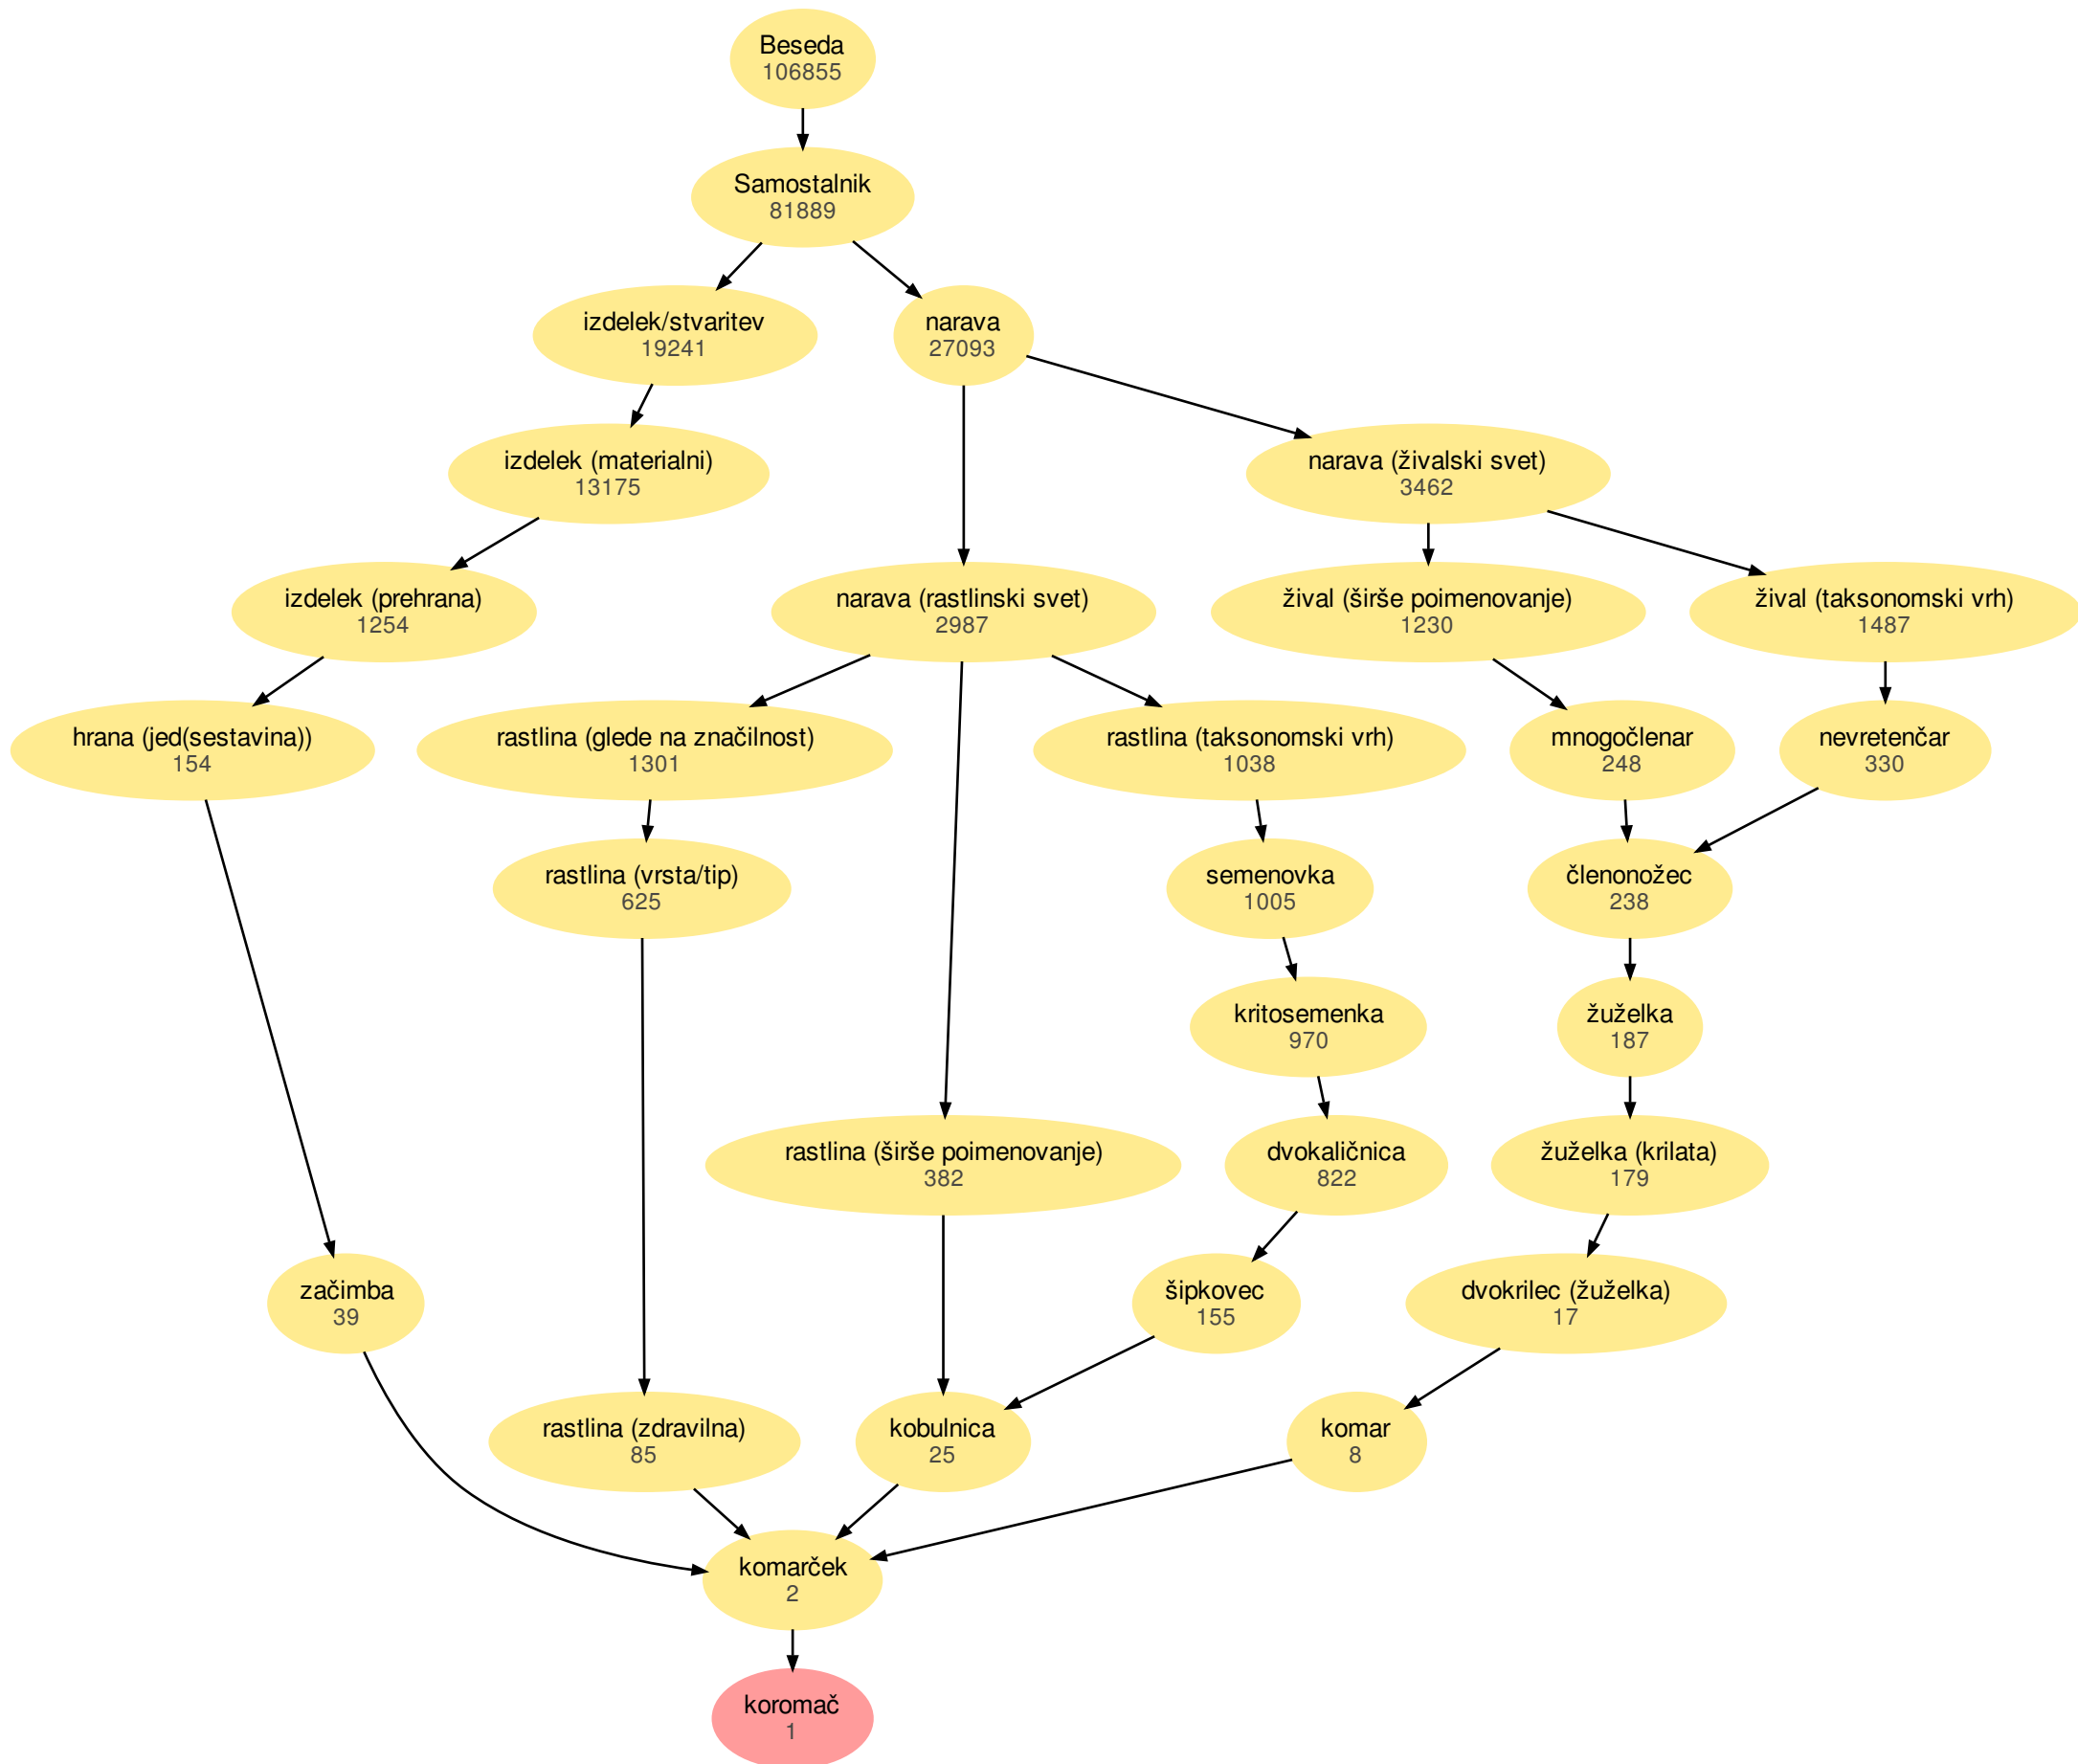 Beseda
106855
Samostalnik
81889
izdelek/stvaritev
19241
narava
27093
izdelek (materialni)
13175
narava (živalski svet)
3462
izdelek (prehrana)
1254
narava (rastlinski svet)
2987
žival (širše poimenovanje)
1230
žival (taksonomski vrh)
1487
hrana (jed(sestavina))
154
rastlina (glede na značilnost)
1301
rastlina (taksonomski vrh)
1038
mnogočlenar
248
nevretenčar
330
rastlina (vrsta/tip)
625
semenovka
1005
členonožec
238
kritosemenka
970
žuželka
187
rastlina (širše poimenovanje)
382
dvokaličnica
822
žuželka (krilata)
179
začimba
39
šipkovec
155
dvokrilec (žuželka)
17
rastlina (zdravilna)
85
kobulnica
25
komar
8
komarček
2
koromač
1